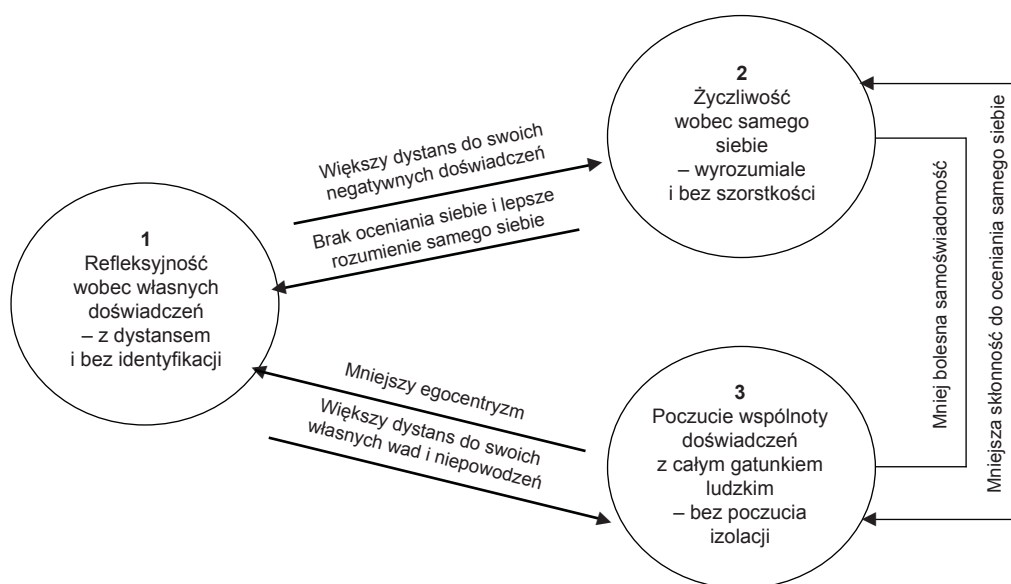 1
Refleksyjność
wobec własnych
doświadczeń
– z dystansem
i bez identyfikacji
Większy dystans do swoich
negatywnych doświadczeń
Brak oceniania siebie i lepsze
rozumienie samego siebie
2
Życzliwość
wobec samego
siebie
– wyrozumiale
i bez szorstkości
Mniejszy egocentryzm
Większy dystans do swoich
własnych wad i niepowodzeń
3
Poczucie wspólnoty
doświadczeń
z całym gatunkiem
ludzkim
– bez poczucia
izolacji
Mniej bolesna samoświadomość
Mniejsza skłonność do oceniania samego siebie